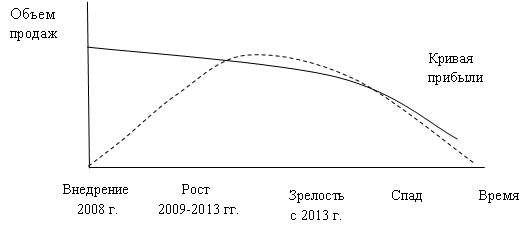 Объем
продаж
Кривая
прибыли
Внедрение
2008 г.
Рост
2009-2013 гг.
Зрелость
с 2013 г.
Спад
Время